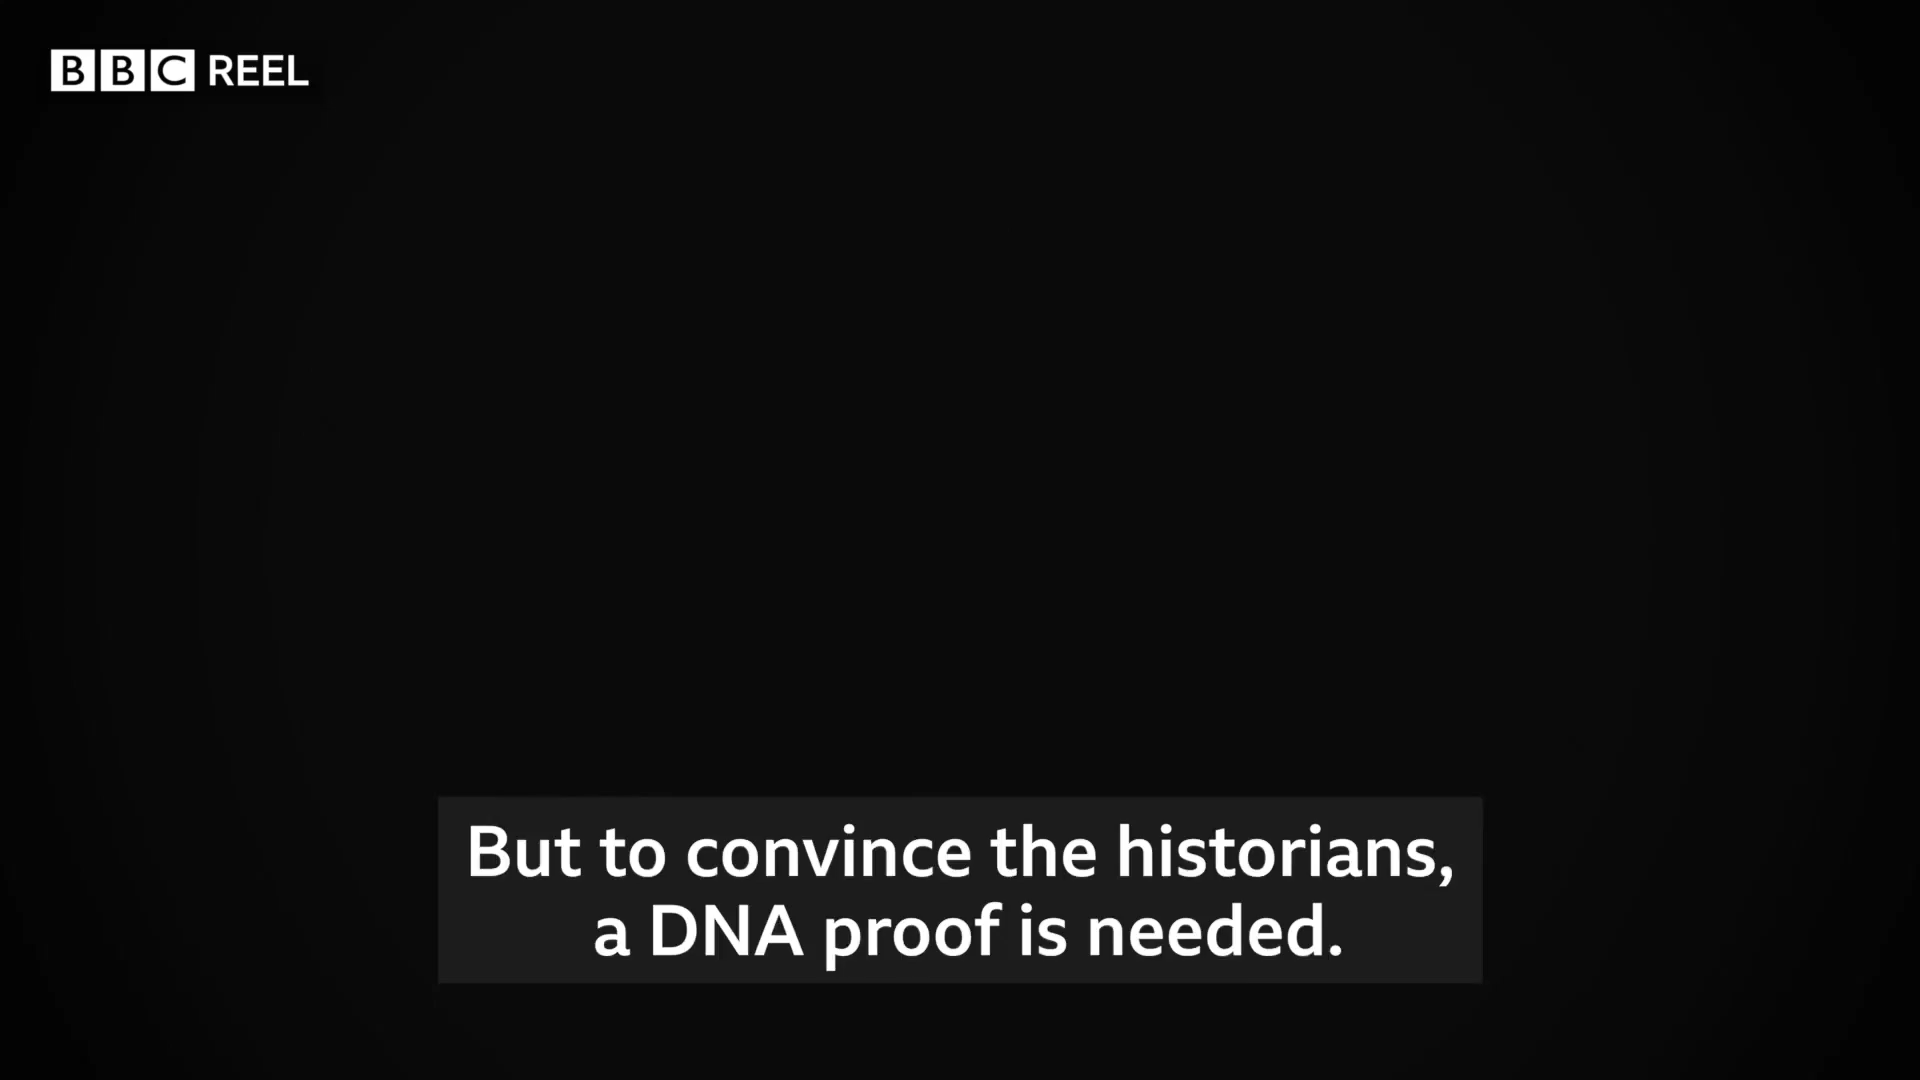 BBC REEL
But to convince the historians,
a DNA proof is needed.